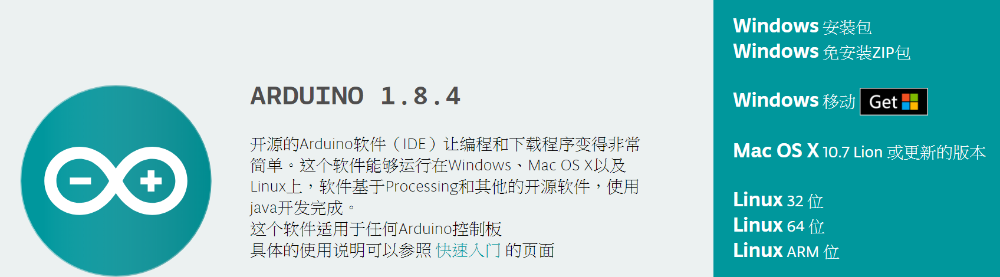 ARDUINO 1.8.4
开源的Arduino软件（IDE）让编程和下载程序变得非常
简单。这个软件能够运行在Windows、Mac OS X以及
Linux上，软件基于Processing和其他的开源软件，使用
java开发完成。
这个软件适用于任何Arduino控制板
具体的使用说明可以参照 快速入门 的页面
Windows 安装包
Windows 免安装ZIP包
Windows 移动 Get
Mac OS X 10.7 Lion 或更新的版本
Linux 32 位
Linux 64 位
Linux ARM 位